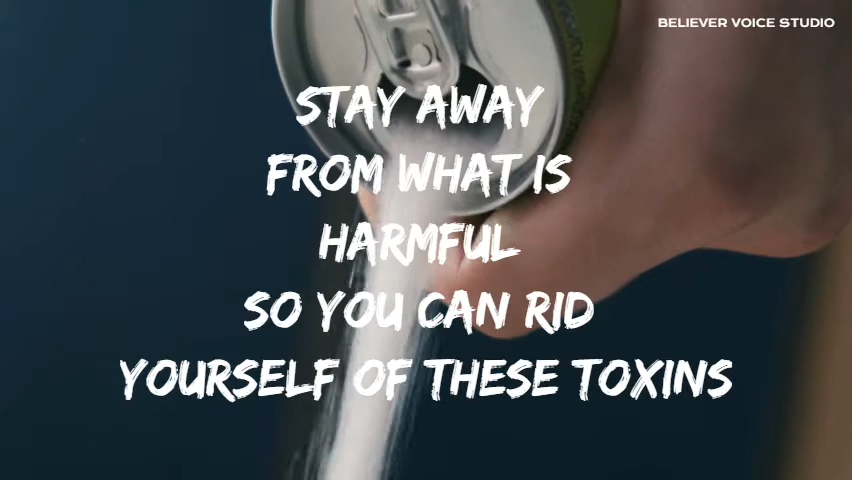 BELIEVER VOICE STUDIO
STAY AWAY
FROM WHAT IS
HARMFUL
SO YOU CAN RID
YOURSELF OF THESE TOXINS